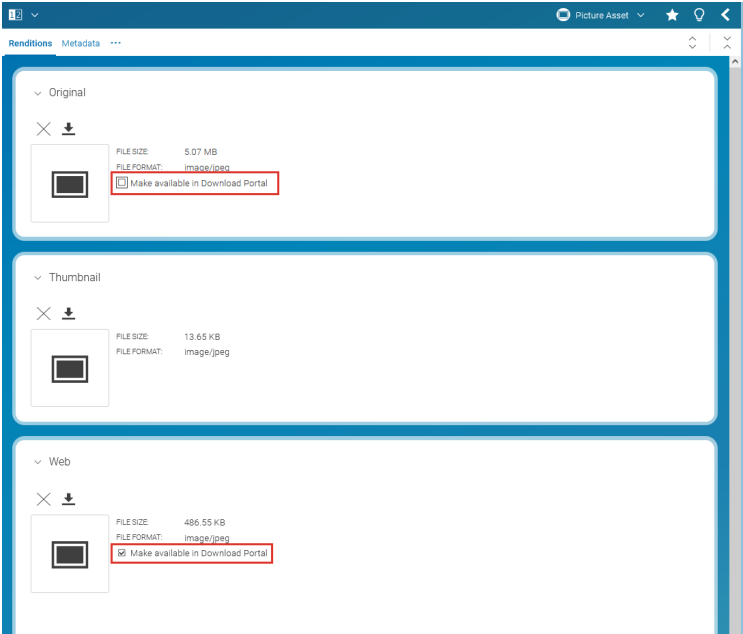 12
Picture Asset
Renditions Metadata ...
Original
FILE SIZE: 5.07 MB
FILE FORMAT: image/jpeg
Make available in Download Portal
Thumbnail
FILE SIZE: 13.65 KB
FILE FORMAT: image/jpeg
Web
FILE SIZE: 486.55 KB
FILE FORMAT: image/jpeg
Make available in Download Portal